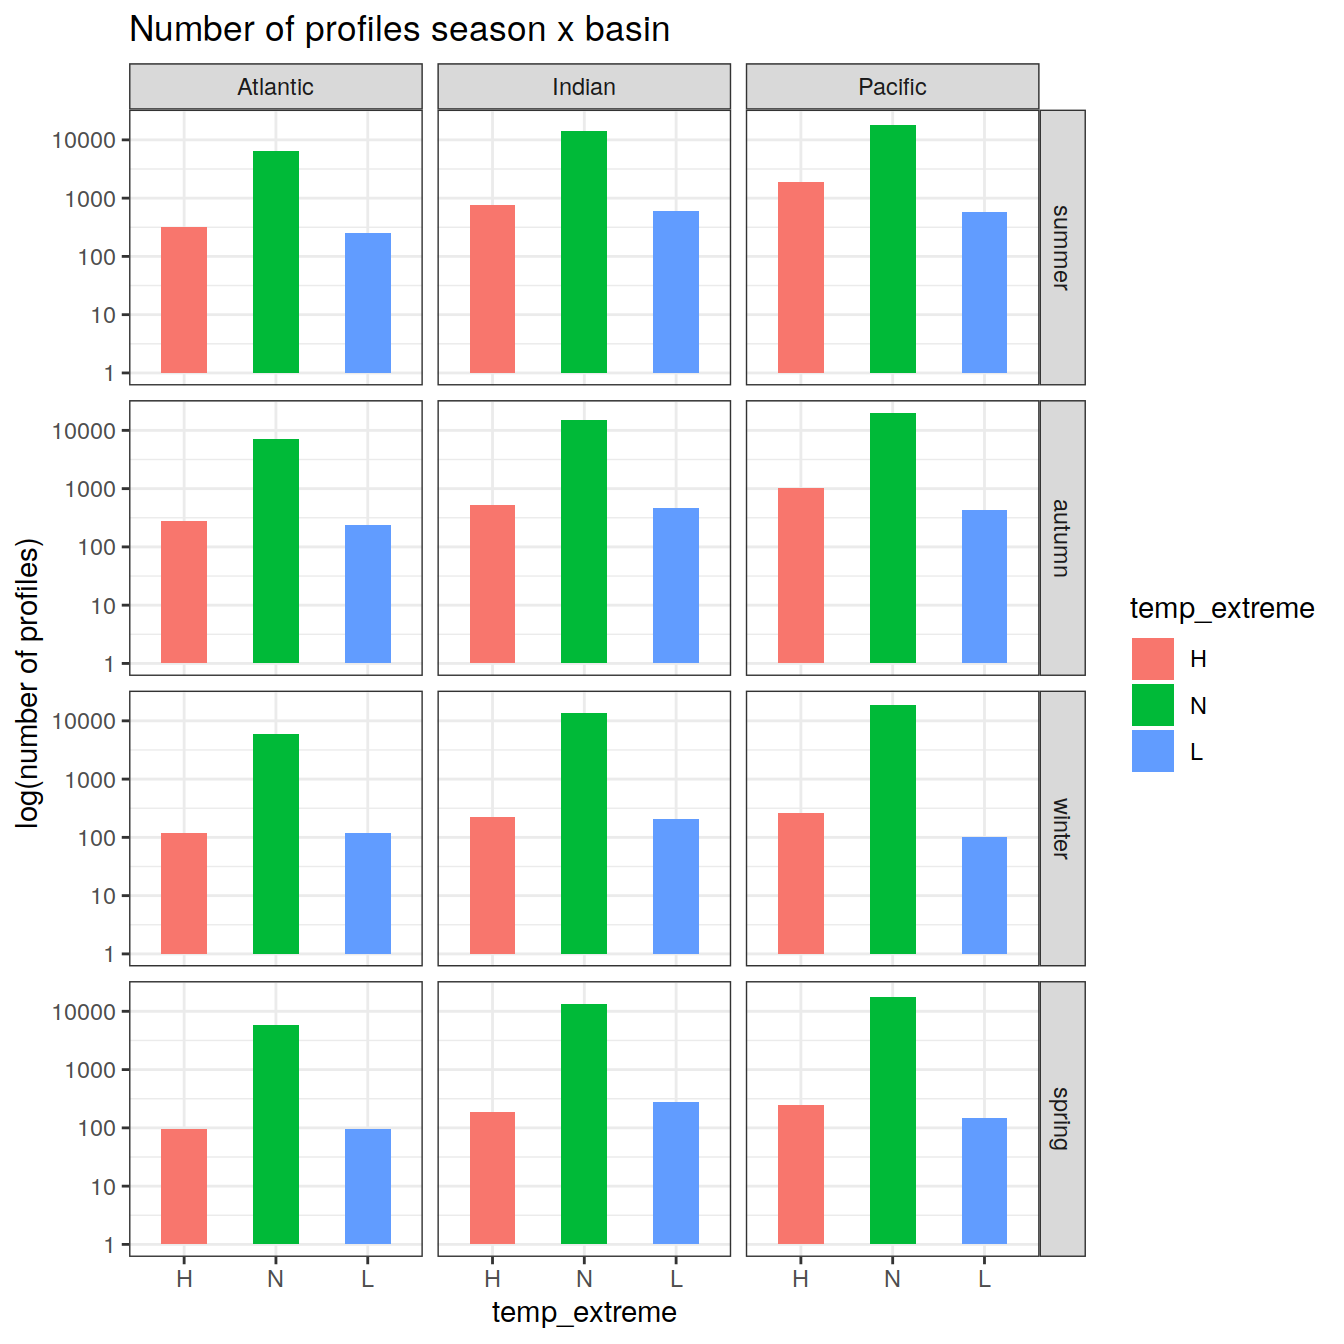 Number of profiles season x basin
Atlantic
Indian
Pacific
10000
1000
100
10
1
summer
10000
1000
100
10
1
autumn
10000
1000
100
10
1
winter
10000
1000
100
10
1
spring
log(number of profiles)
H N L
H N L
H N L
temp_extreme
temp_extreme
H
N
L